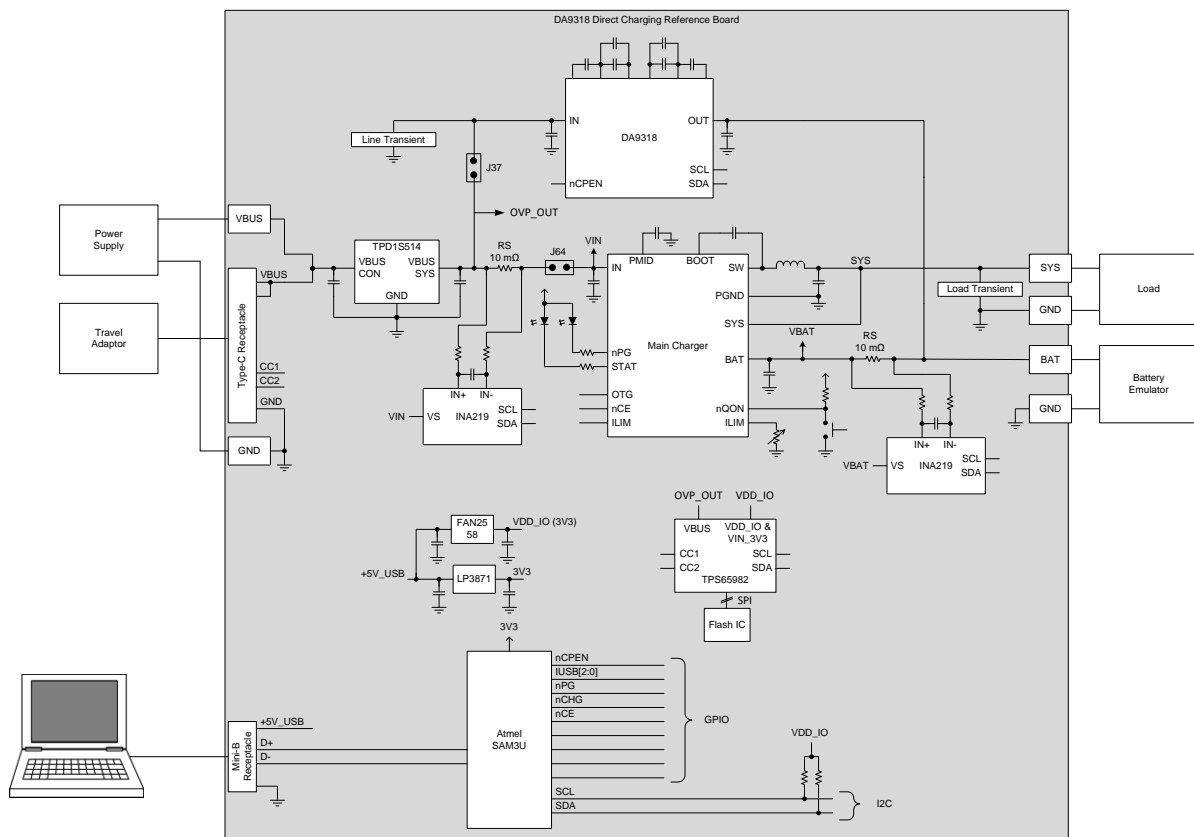 DA9318 Direct Charging Reference Board
IN
OUT
DA9318
Line Transient
SCL
SDA
nCPEN
J37
OVP_OUT
Power
Supply
VBUS
VBUS
TPD1S514
VBUS
CON
VBUS
SYS
GND
RS
10 mΩ
J64
VIN
IN
PMID
BOOT
SW
PGND
SYS
Main Charger
BAT
nPG
STAT
OTG
nCE
ILIM
nQON
ILIM
SYS
Load Transient
SYS
GND
Load
VBAT
RS
10 mΩ
BAT
GND
Battery
Emulator
Travel
Adaptor
Type-C Receptacle
CC1
CC2
GND
GND
IN+
IN-
VIN
VS
INA219
SCL
SDA
IN+
IN-
VBAT
VS
INA219
SCL
SDA
FAN25
58
VDD_IO (3V3)
+5V_USB
LP3871
3V3
OVP_OUT
VDD_IO
VBUS
VDD_IO &
VIN_3V3
CC1
CC2
SCL
SDA
TPS65982
SPI
Flash IC
3V3
Atmel
SAM3U
nCPEN
IUSB[2:0]
nPG
nCHG
nCE
GPIO
Mini-B
Receptacle
+5V_USB
D+
D-
VDD_IO
SCL
SDA
I2C